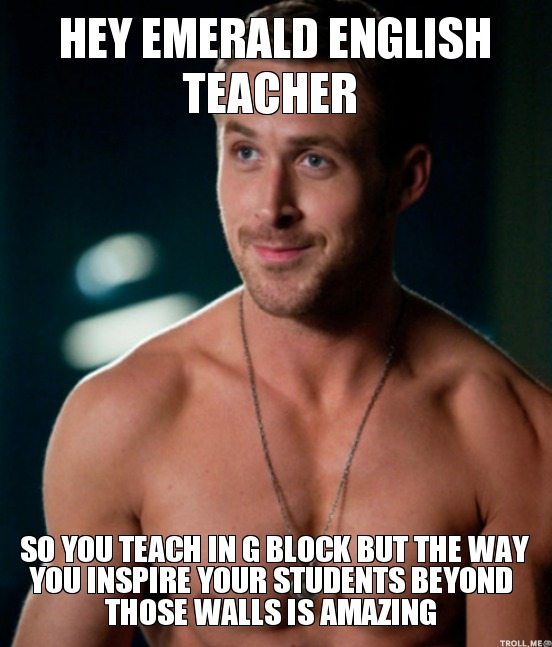 HEY EMERALD ENGLISH
TEACHER
SO YOU TEACH IN G BLOCK BUT THE WAY
YOU INSPIRE YOUR STUDENTS BEYOND
THOSE WALLS IS AMAZING
TROLL.ME